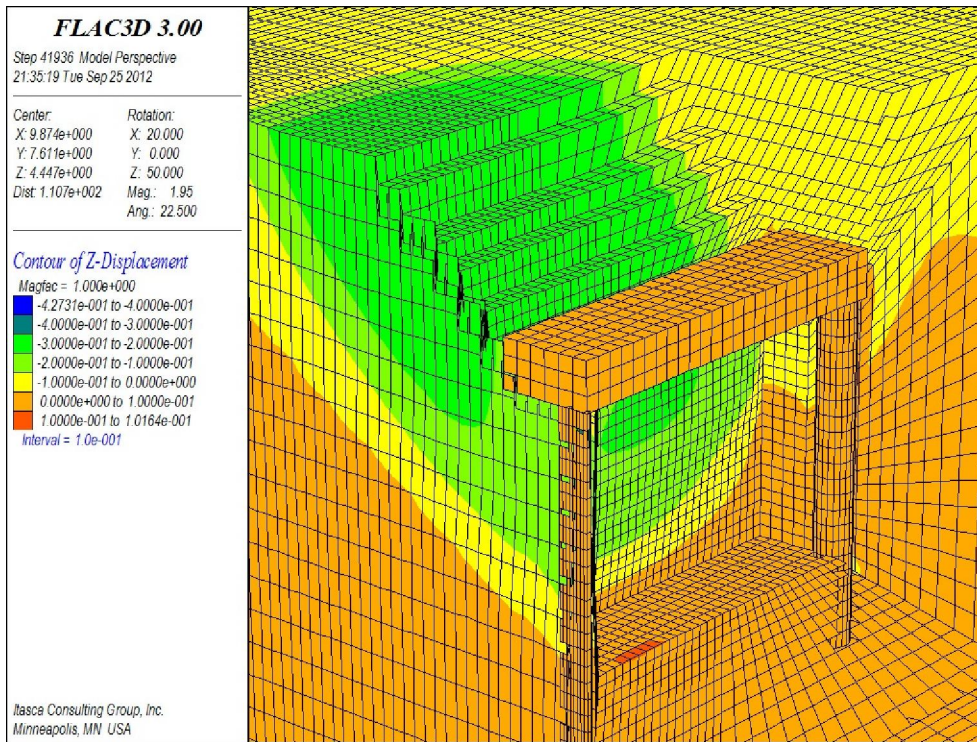 FLAC3D 3.00
Step 41936 Model Perspective
21:35:19 Tue Sep 25 2012
Center: Rotation:
X: 9.874e+000 X: 20.000
Y: 7.611e+000 Y: 0.000
Z: 4.447e+000 Z: 50.000
Dist: 1.107e+002 Mag.: 1.95
Ang.: 22.500
Contour of Z-Displacement
Magfac = 1.000e+000
-4.2731e-001 to -4.0000e-001
-4.0000e-001 to -3.0000e-001
-3.0000e-001 to -2.0000e-001
-2.0000e-001 to -1.0000e-001
-1.0000e-001 to 0.0000e+000
0.0000e+000 to 1.0000e-001
1.0000e-001 to 1.0164e-001
Interval = 1.0e-001
Itasca Consulting Group, Inc.
Minneapolis, MN USA